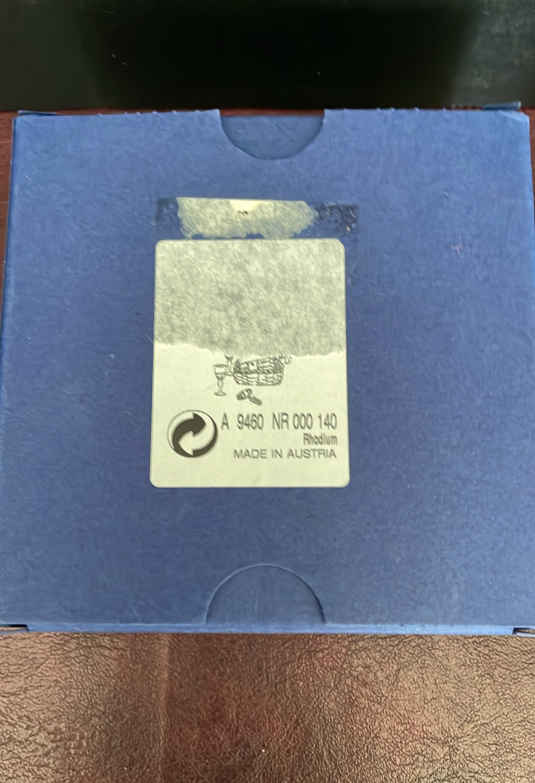 A 9460 NR 000 140
Rhodium
MADE IN AUSTRIA